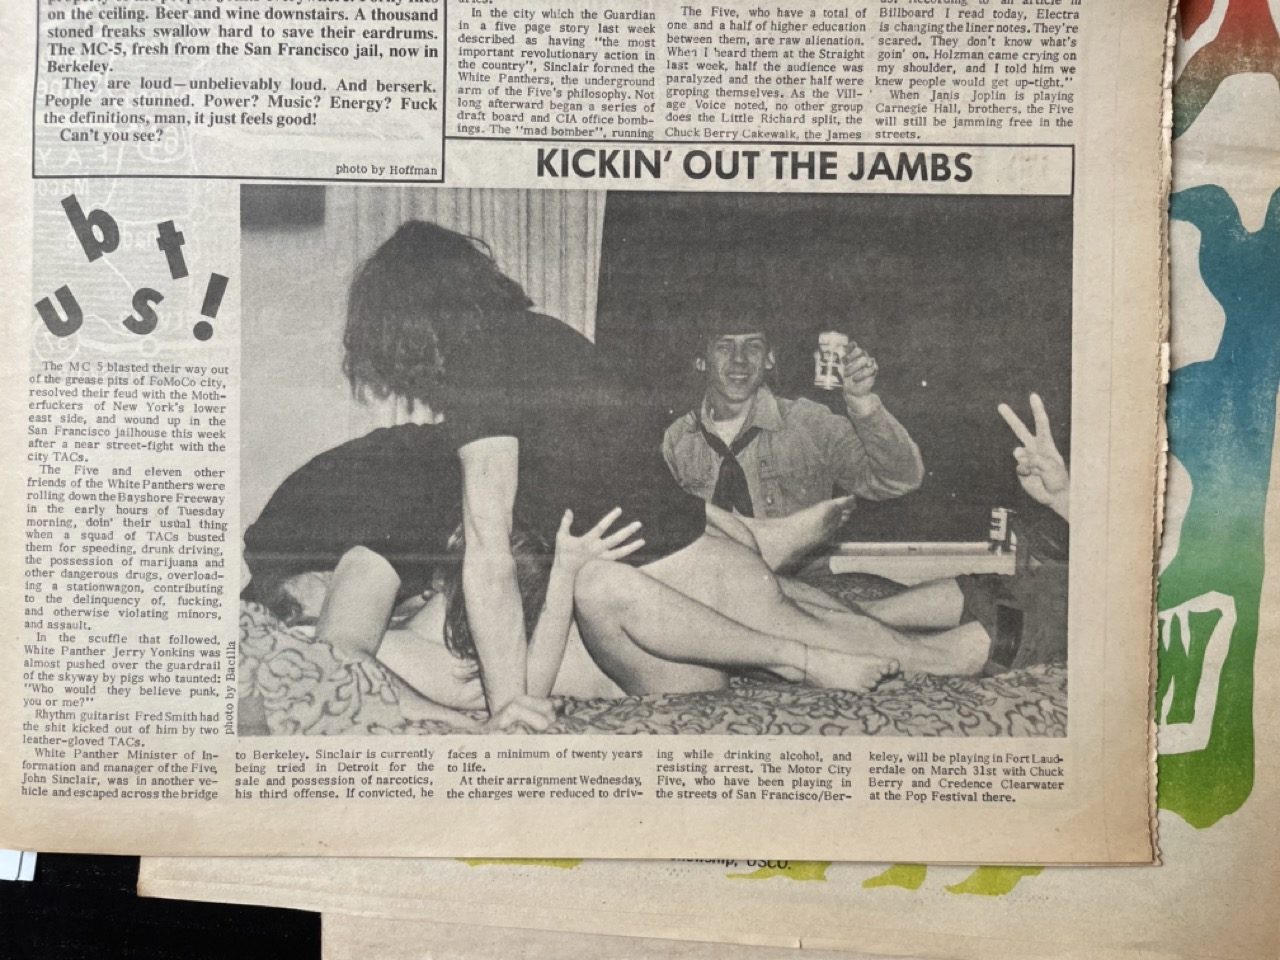 on the ceiling. Beer and wine downstairs. A thousand
stoned freaks swallow hard to save their eardrums.
The MC-5, fresh from the San Francisco jail, now in
Berkeley.
They are loud—unbelievably loud. And berserk.
People are stunned. Power? Music? Energy? Fuck
the definitions, man, it just feels good!
Can't you see?
photo by Hoffman
In the city which the Guardian
in a five page story last week
described as having "the most
important revolutionary action in
the country", Sinclair formed the
White Panthers, the underground
arm of the Five's philosophy. Not
long afterward began a series of
draft board and CIA office bomb-
ings. The "mad bomber", running
The Five, who have a total of
one and a half of higher education
between them, are raw alienation.
When I heard them at the Straight
last week, half the audience was
paralyzed and the other half were
groping themselves. As the Vill-
age Voice noted, no other group
does the Little Richard split, the
Chuck Berry Cakewalk, the James
According to an article in
Billboard I read today, Electra
is changing the liner notes. They're
scared. They don't know what's
goin' on. Holzman came crying on
my shoulder, and I told him we
knew people would get up-tight."
When Janis Joplin is playing
Carnegie Hall, brothers, the Five
will still be jamming free in the
streets.
KICKIN' OUT THE JAMBS
bust!
The MC 5 blasted their way out
of the grease pits of FoMoCo city,
resolved their feud with the Moth-
erfuckers of New York's lower
east side, and wound up in the
San Francisco jailhouse this week
after a near street-fight with the
city TACs.
The Five and eleven other
friends of the White Panthers were
rolling down the Bayshore Freeway
in the early hours of Tuesday
morning, doin' their usual thing
when a squad of TACs busted
them for speeding, drunk driving,
the possession of marijuana and
other dangerous drugs, overload-
ing a stationwagon, contributing
to the delinquency of, fucking,
and otherwise violating minors,
and assault.
In the scuffle that followed,
White Panther Jerry Yonkins was
almost pushed over the guardrail
of the skyway by pigs who taunted:
"Who would they believe punk,
you or me?"
Rhythm guitarist Fred Smith had
the shit kicked out of him by two
leather-gloved TACs.
White Panther Minister of In-
formation and manager of the Five,
John Sinclair, was in another ve-
hicle and escaped across the bridge
photo by Bacilla
to Berkeley. Sinclair is currently
being tried in Detroit for the
sale and possession of narcotics,
his third offense. If convicted, he
faces a minimum of twenty years
to life.
At their arraignment Wednesday,
the charges were reduced to driv-
ing while drinking alcohol, and
resisting arrest. The Motor City
Five, who have been playing in
the streets of San Francisco/Ber-
keley, will be playing in Fort Laud-
erdale on March 31st with Chuck
Berry and Credence Clearwater
at the Pop Festival there.
USCO.